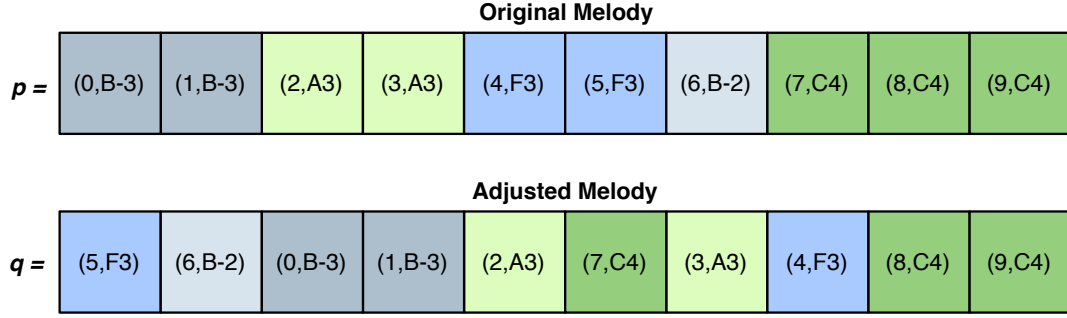 Original Melody
p = (0,B-3) (1,B-3) (2,A3) (3,A3) (4,F3) (5,F3) (6,B-2) (7,C4) (8,C4) (9,C4)
Adjusted Melody
q = (5,F3) (6,B-2) (0,B-3) (1,B-3) (2,A3) (7,C4) (3,A3) (4,F3) (8,C4) (9,C4)